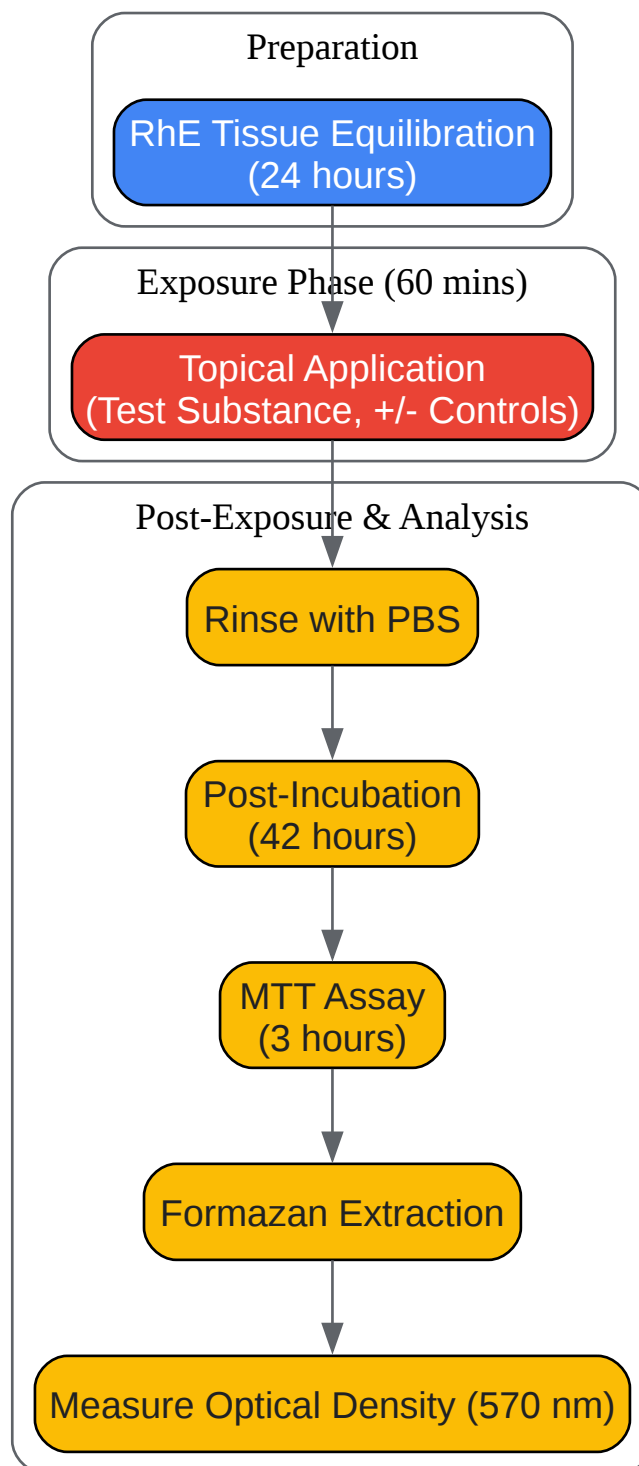 Preparation
RhE Tissue Equilibration
(24 hours)
Exposure Phase (60 mins)
Topical Application
(Test Substance, +/- Controls)
Post-Exposure & Analysis
Rinse with PBS
Post-Incubation
(42 hours)
MTT Assay
(3 hours)
Formazan Extraction
Measure Optical Density (570 nm)